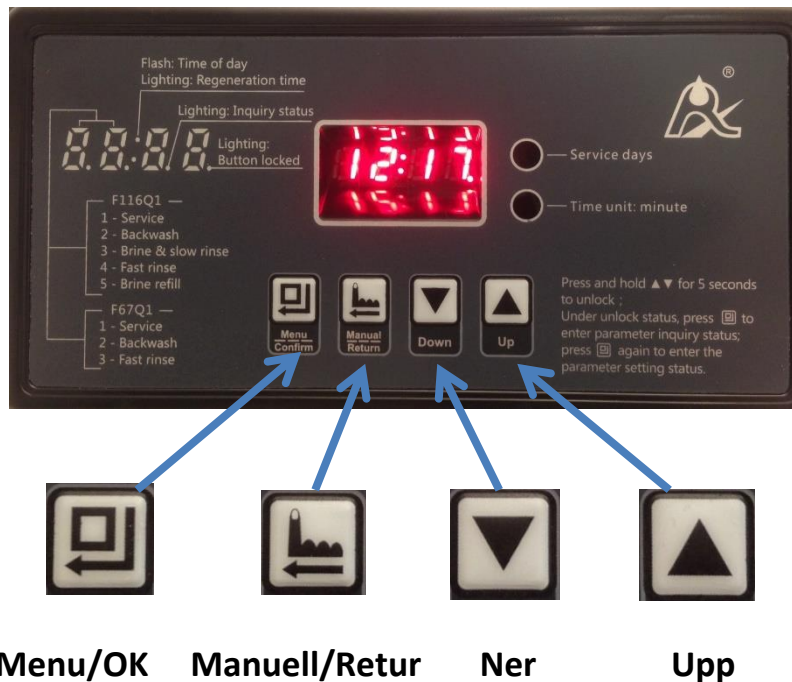 Flash: Time of day
Lighting: Regeneration time
Lighting: Inquiry status
8.8:8/8.
Lighting:
Button locked
12:17.
®
Service days
Time unit: minute
F116Q1
1 - Service
2 - Backwash
3 - Brine & slow rinse
4 - Fast rinse
5 - Brine refill
F67Q1
1 - Service
2 - Backwash
3 - Fast rinse
Menu
Confirm
Manual
Return
Down
Up
Press and hold ▲▼ for 5 seconds
to unlock ;
Under unlock status, press to
enter parameter inquiry status;
press again to enter the
parameter setting status.
Menu/OK Manuell/Retur Ner Upp